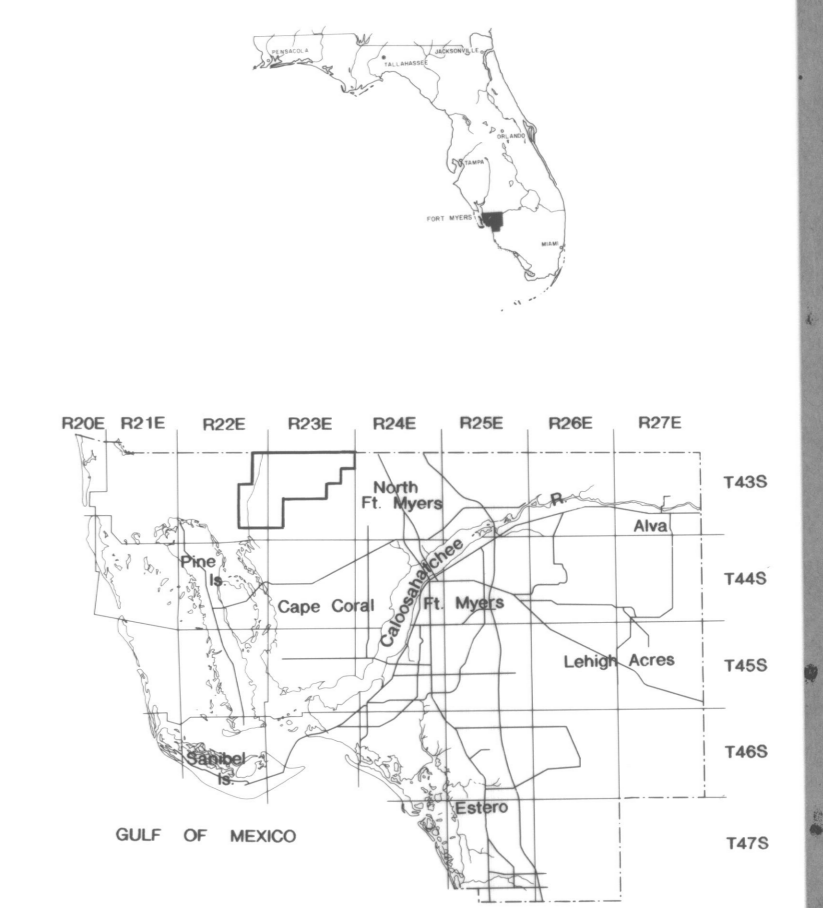 PENSACOLA
JACKSONVILLE
TALLAHASSEE
ORLANDO
TAMPA
FORT MYERS
MIAMI
R20E R21E R22E R23E R24E R25E R26E R27E
T43S
North
Ft. Myers
R.
Alva
Pine
Is.
T44S
Caloosahatchee
Cape Coral
Ft. Myers
Lehigh Acres
T45S
Sanibel
Is.
T46S
Estero
GULF OF MEXICO
T47S